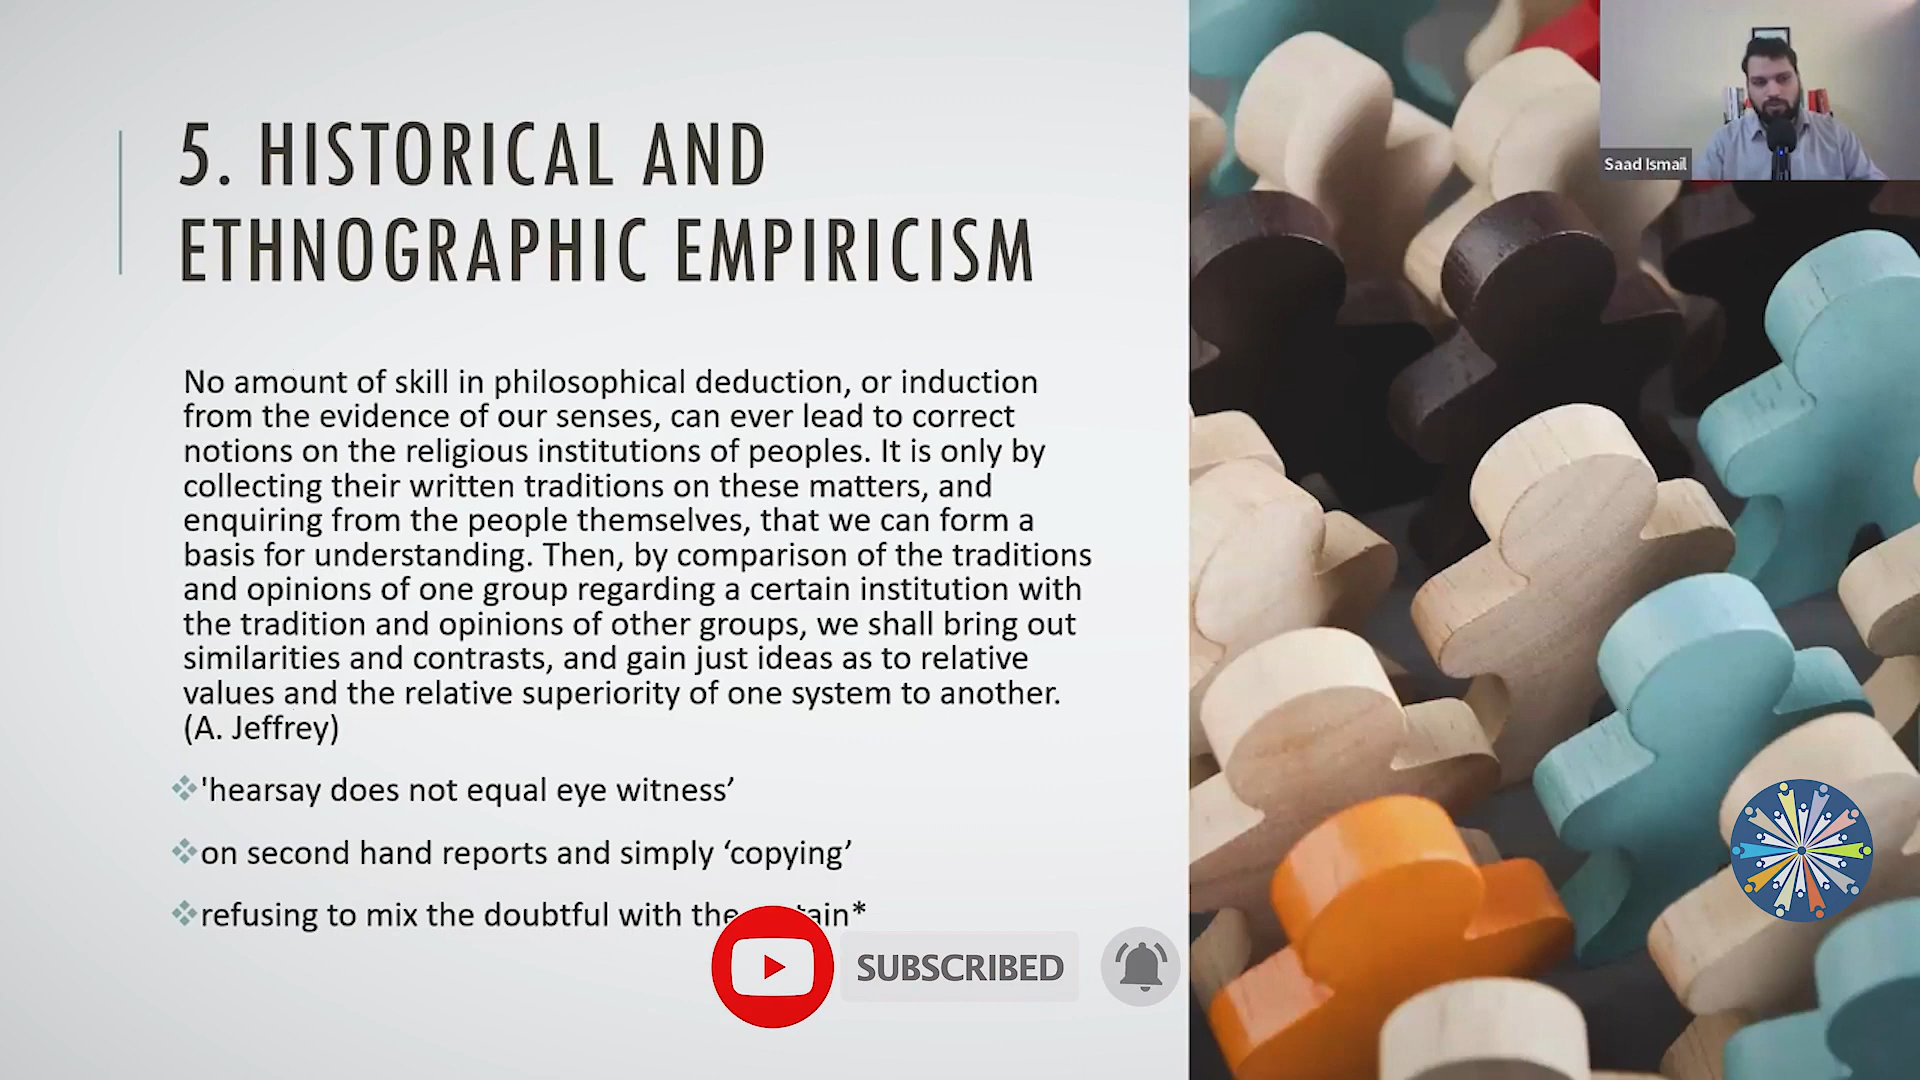 5. HISTORICAL AND
ETHNOGRAPHIC EMPIRICISM
No amount of skill in philosophical deduction, or induction
from the evidence of our senses, can ever lead to correct
notions on the religious institutions of peoples. It is only by
collecting their written traditions on these matters, and
enquiring from the people themselves, that we can form a
basis for understanding. Then, by comparison of the traditions
and opinions of one group regarding a certain institution with
the tradition and opinions of other groups, we shall bring out
similarities and contrasts, and gain just ideas as to relative
values and the relative superiority of one system to another.
(A. Jeffrey)
'hearsay does not equal eye witness’
on second hand reports and simply ‘copying’
refusing to mix the doubtful with the
SUBSCRIBED
Saad Ismail